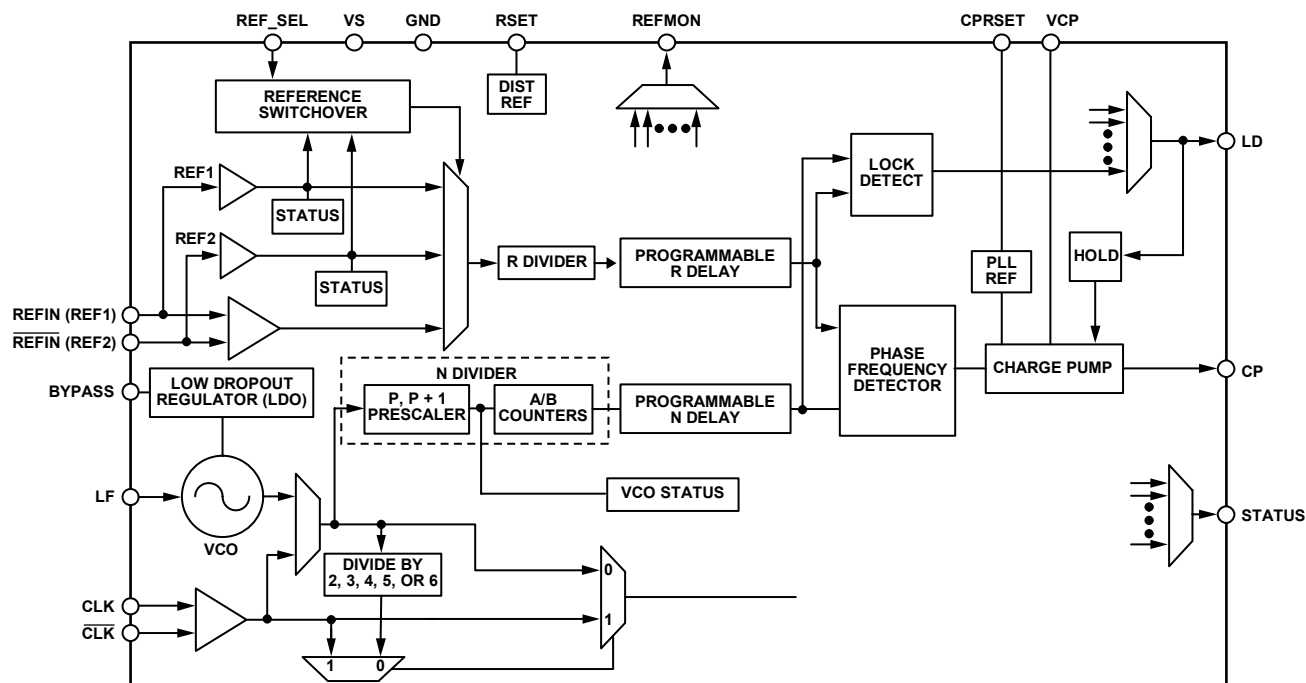 REF_SEL
VS
GND
RSET
REFMON
CPRSET
VCP
REFERENCE
SWITCHOVER
DIST
REF
LD
LOCK
DETECT
REF1
STATUS
REF2
STATUS
R DIVIDER
PROGRAMMABLE
R DELAY
PLL
REF
HOLD
REFIN (REF1)
REFIN (REF2)
PHASE
FREQUENCY
DETECTOR
CHARGE PUMP
CP
BYPASS
LOW DROPOUT
REGULATOR (LDO)
N DIVIDER
P, P + 1
PRESCALER
A/B
COUNTERS
PROGRAMMABLE
N DELAY
LF
VCO
VCO STATUS
STATUS
DIVIDE BY
2, 3, 4, 5, OR 6
0
1
CLK
CLK
1
0